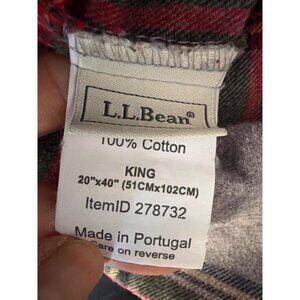 L.L.Bean®
100% Cotton
KING
20"x40" (51CMx102CM)
ItemID 278732
Made in Portugal
Care on reverse